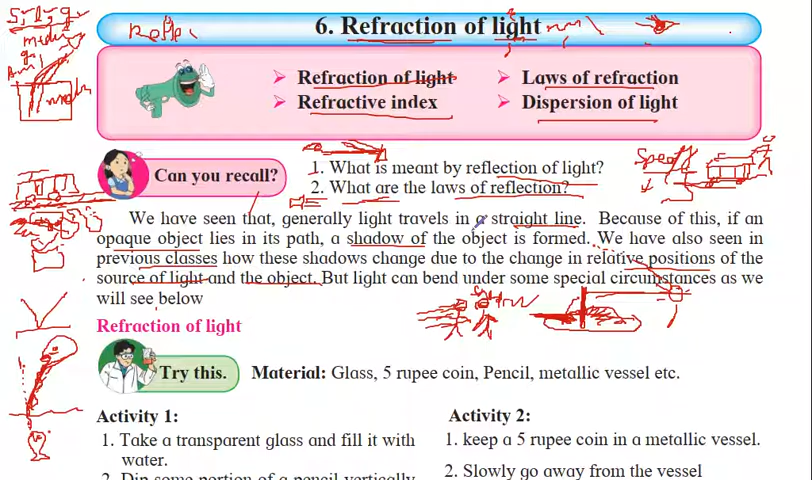 6. Refraction of light
➢ Refraction of light
➢ Laws of refraction
➢ Refractive index
➢ Dispersion of light
Can you recall?
1. What is meant by reflection of light?
2. What are the laws of reflection?
We have seen that, generally light travels in a straight line. Because of this, if an
opaque object lies in its path, a shadow of the object is formed. We have also seen in
previous classes how these shadows change due to the change in relative positions of the
source of light and the object. But light can bend under some special circumstances as we
will see below
Refraction of light
Try this.
Material: Glass, 5 rupee coin, Pencil, metallic vessel etc.
Activity 1:
1. Take a transparent glass and fill it with
water.
2. Dip some portion of a pencil vertically
Activity 2:
1. keep a 5 rupee coin in a metallic vessel.
2. Slowly go away from the vessel